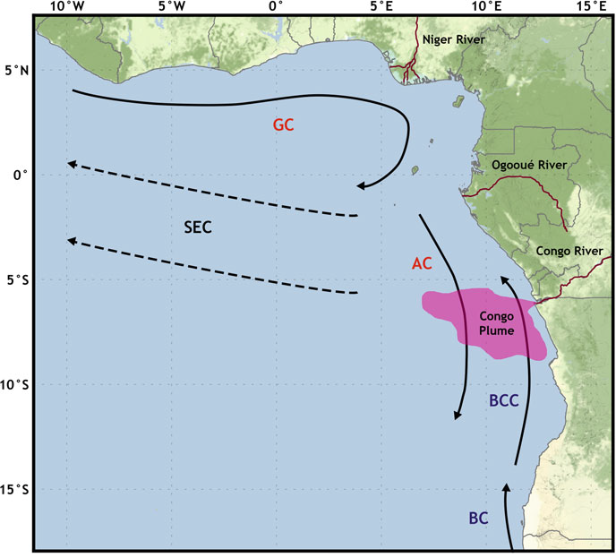 10°W 5°W 0° 5°E 10°E 15°E
Niger River
5°N
GC
Ogooué River
0°
SEC
Congo River
AC
5°S
Congo
Plume
10°S
BCC
15°S
BC